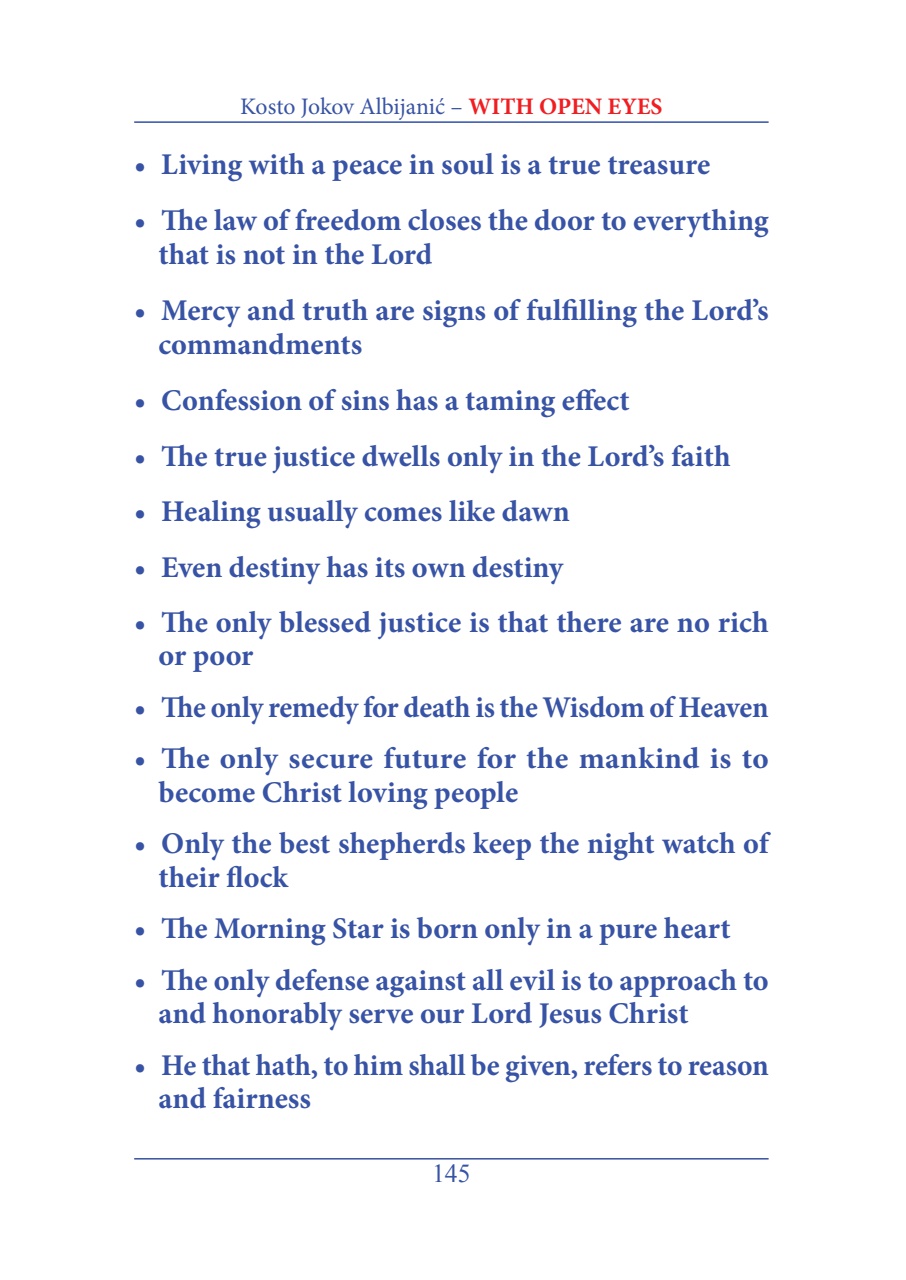 Kosto Jokov Albijanić – WITH OPEN EYES
• Living with a peace in soul is a true treasure
• The law of freedom closes the door to everything
that is not in the Lord
• Mercy and truth are signs of fulfilling the Lord’s
commandments
• Confession of sins has a taming effect
• The true justice dwells only in the Lord’s faith
• Healing usually comes like dawn
• Even destiny has its own destiny
• The only blessed justice is that there are no rich
or poor
• The only remedy for death is the Wisdom of Heaven
• The only secure future for the mankind is to
become Christ loving people
• Only the best shepherds keep the night watch of
their flock
• The Morning Star is born only in a pure heart
• The only defense against all evil is to approach to
and honorably serve our Lord Jesus Christ
• He that hath, to him shall be given, refers to reason
and fairness
145